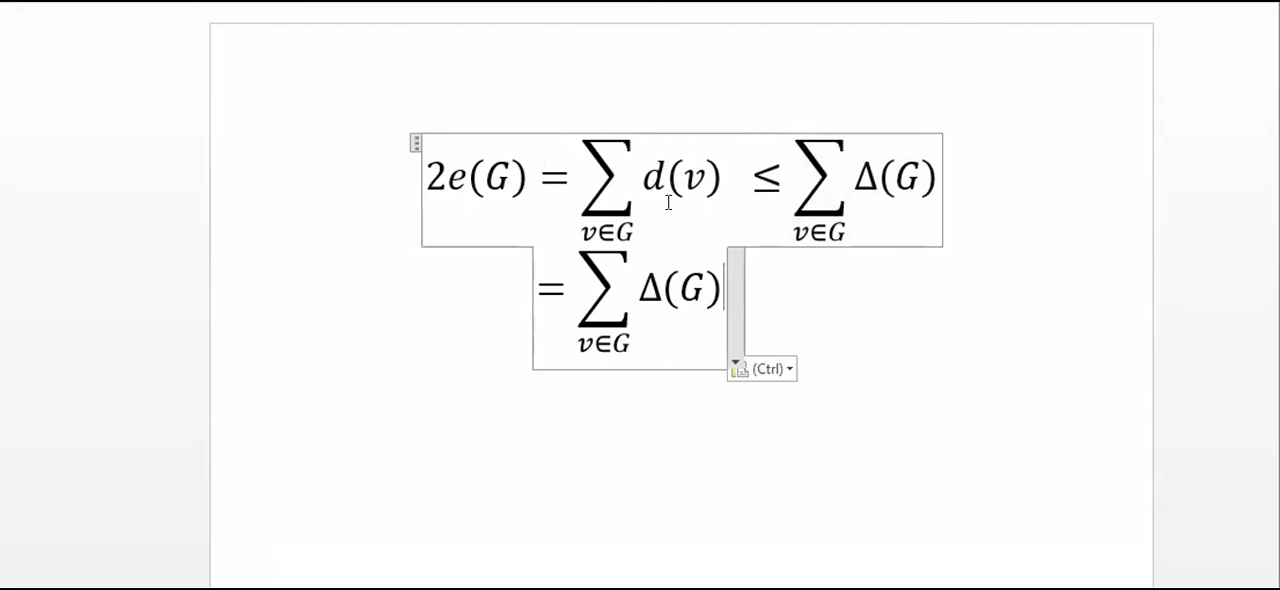 2e(G) = ∑ d(v) ≤ ∑ Δ(G)
v∈G v∈G
= ∑ Δ(G)
v∈G
(Ctrl)